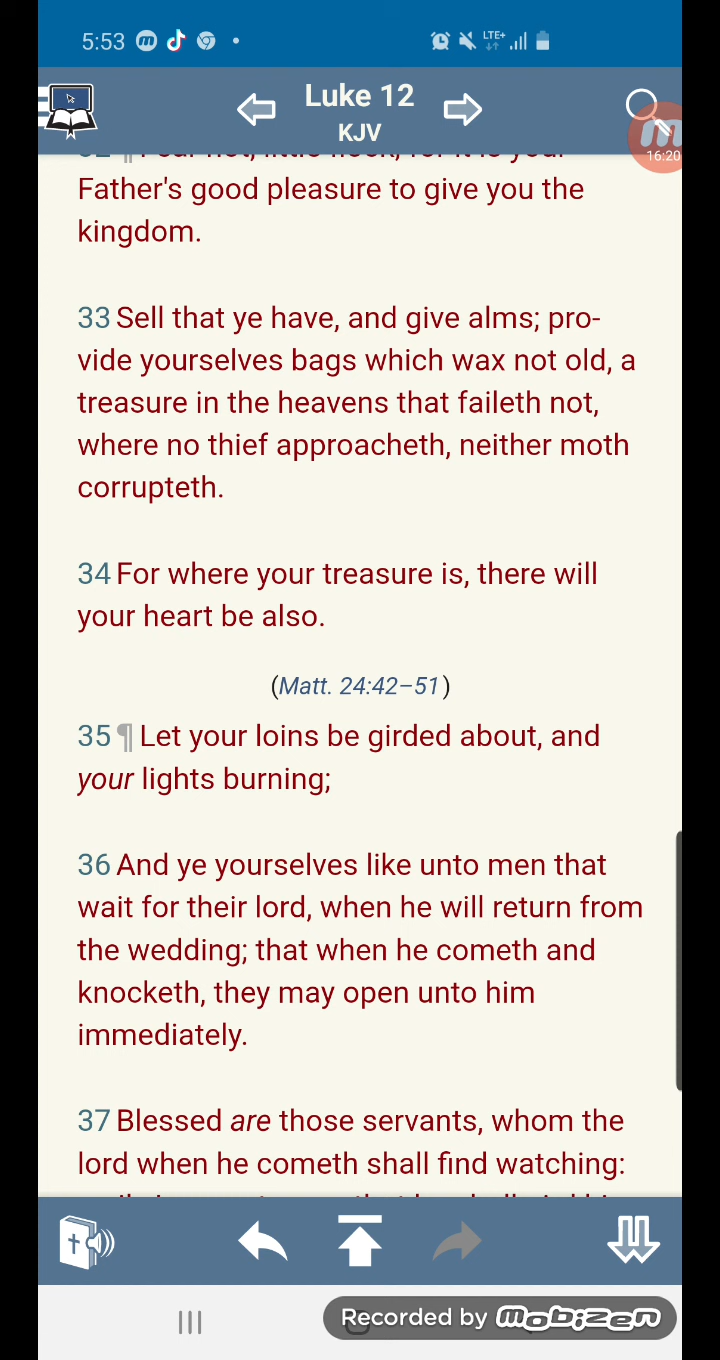 5:53
LTE+
Luke 12
KJV
16:20
Father's good pleasure to give you the
kingdom.
33 Sell that ye have, and give alms; pro-
vide yourselves bags which wax not old, a
treasure in the heavens that faileth not,
where no thief approacheth, neither moth
corrupteth.
34 For where your treasure is, there will
your heart be also.
(Matt. 24:42–51)
35 ¶ Let your loins be girded about, and
your lights burning;
36 And ye yourselves like unto men that
wait for their lord, when he will return from
the wedding; that when he cometh and
knocketh, they may open unto him
immediately.
37 Blessed are those servants, whom the
lord when he cometh shall find watching:
Recorded by mobizen